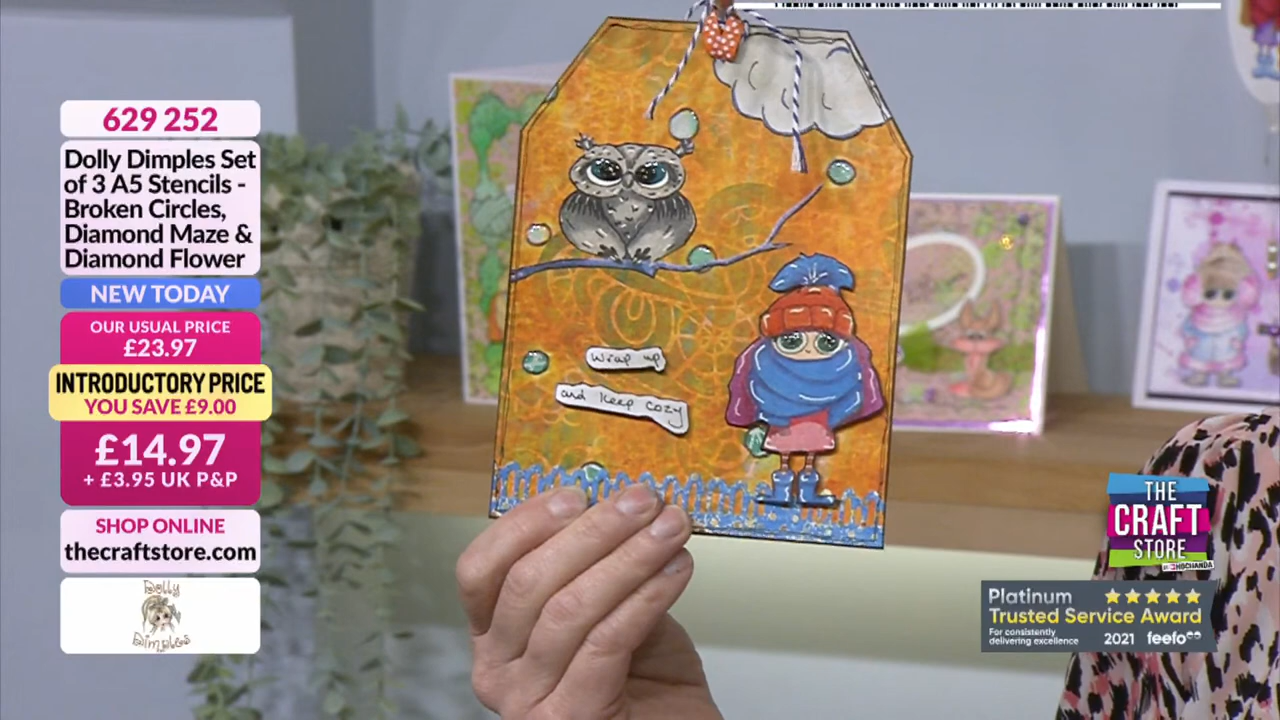 629 252
Dolly Dimples Set
of 3 A5 Stencils -
Broken Circles,
Diamond Maze &
Diamond Flower
NEW TODAY
OUR USUAL PRICE
£23.97
INTRODUCTORY PRICE
YOU SAVE £9.00
£14.97
+ £3.95 UK P&P
SHOP ONLINE
thecraftstore.com
Dolly
Dimples
Wrap up
and keep cozy
THE
CRAFT
STORE
BY HOCHANDA
Platinum
Trusted Service Award
For consistently
delivering excellence
2021 feefo